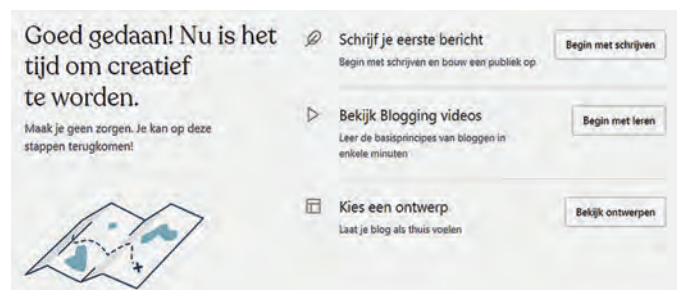 Goed gedaan! Nu is het
tijd om creatief
te worden.
Maak je geen zorgen. Je kan op deze
stappen terugkomen!
Schrijf je eerste bericht
Begin met schrijven en bouw een publiek op
Begin met schrijven
Bekijk Blogging videos
Leer de basisprincipes van bloggen in
enkele minuten
Begin met leren
Kies een ontwerp
Laat je blog als thuis voelen
Bekijk ontwerpen